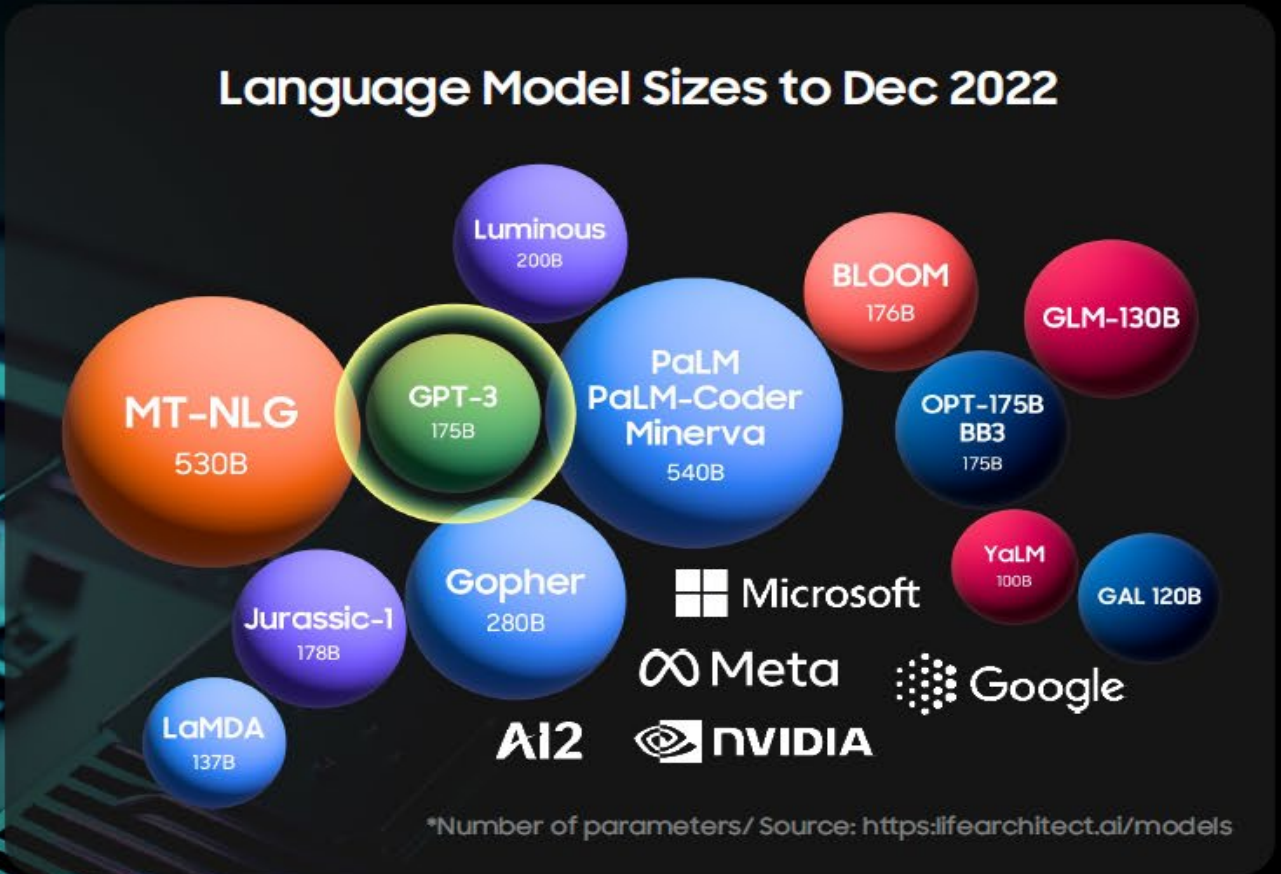 Language Model Sizes to Dec 2022
Luminous
200B
BLOOM
176B
GLM-130B
MT-NLG
530B
GPT-3
175B
PaLM
PaLM-Coder
Minerva
540B
OPT-175B
BB3
175B
Jurassic-1
178B
Gopher
280B
YaLM
100B
GAL 120B
Microsoft
LaMDA
137B
Meta
Google
AI2
NVIDIA
*Number of parameters/ Source: https:lifearchitect.ai/models